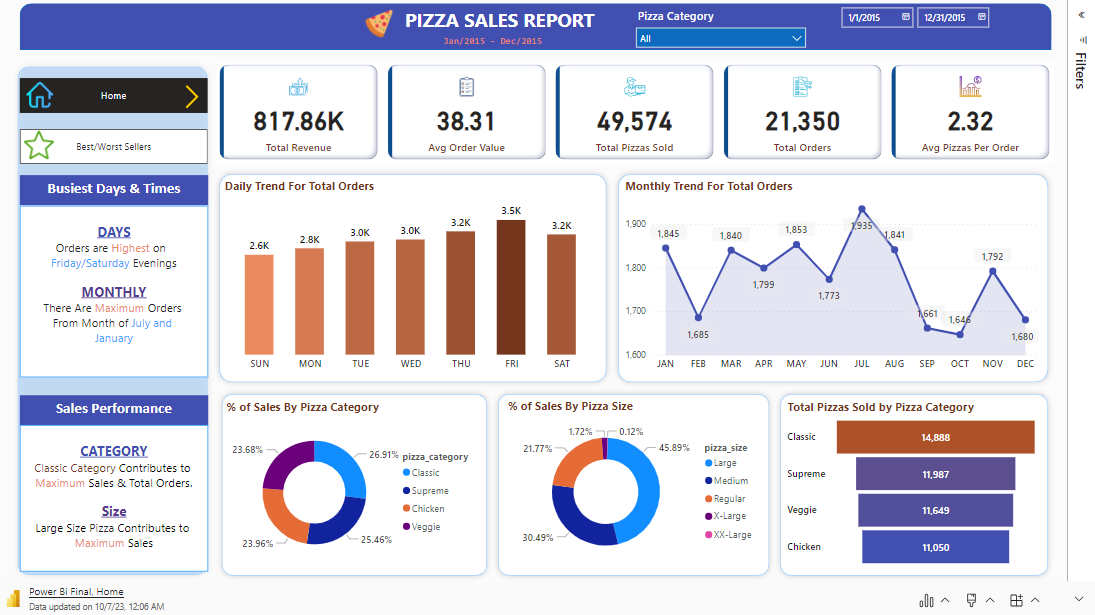 PIZZA SALES REPORT
Jan/2015 - Dec/2015
Pizza Category
All
1/1/2015
12/31/2015
Filters
Home
Best/Worst Sellers
Busiest Days & Times
DAYS
Orders are Highest on
Friday/Saturday Evenings
MONTHLY
There Are Maximum Orders
From Month of July and
January
Sales Performance
CATEGORY
Classic Category Contributes to
Maximum Sales & Total Orders.
Size
Large Size Pizza Contributes to
Maximum Sales
817.86K
Total Revenue
38.31
Avg Order Value
49,574
Total Pizzas Sold
21,350
Total Orders
2.32
Avg Pizzas Per Order
Daily Trend For Total Orders
2.6K
2.8K
3.0K
3.0K
3.2K
3.5K
3.2K
SUN
MON
TUE
WED
THU
FRI
SAT
Monthly Trend For Total Orders
1,900
1,800
1,700
1,600
1,845
1,685
1,840
1,799
1,853
1,773
1,935
1,841
1,661
1,646
1,792
1,680
JAN
FEB
MAR
APR
MAY
JUN
JUL
AUG
SEP
OCT
NOV
DEC
% of Sales By Pizza Category
23.68%
26.91%
23.96%
25.46%
pizza_category
Classic
Supreme
Chicken
Veggie
% of Sales By Pizza Size
1.72%
0.12%
21.77%
45.89%
30.49%
pizza_size
Large
Medium
Regular
X-Large
XX-Large
Total Pizzas Sold by Pizza Category
Classic
14,888
Supreme
11,987
Veggie
11,649
Chicken
11,050
Power Bi Final, Home
Data updated on 10/7/23, 12:06 AM